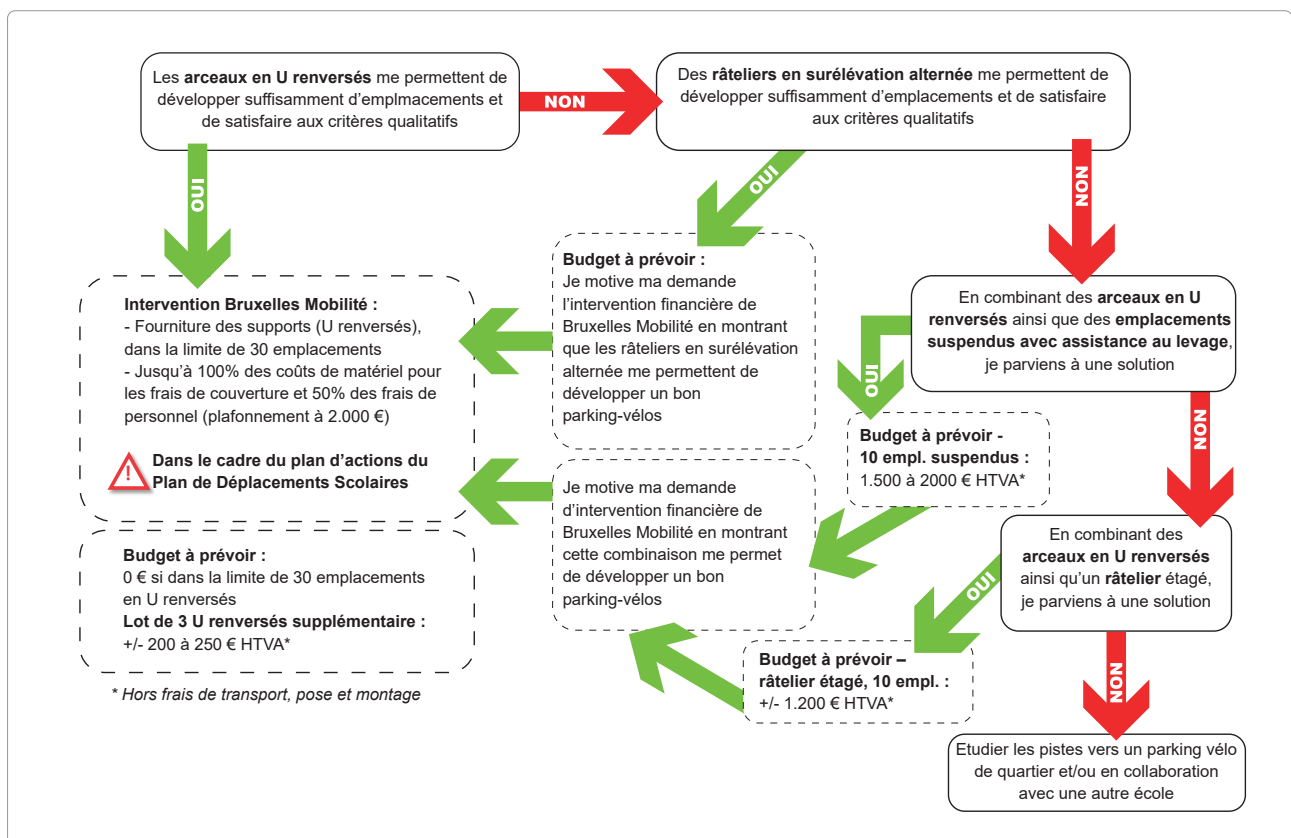 Les arceaux en U renversés me permettent de
développer suffisamment d'emplmacements et
de satisfaire aux critères qualitatifs
NON
Des râteliers en surélévation alternée me permettent de
développer suffisamment d'emplacements et de satisfaire
aux critères qualitatifs
OUI
OUI
NON
Intervention Bruxelles Mobilité :
- Fourniture des supports (U renversés),
dans la limite de 30 emplacements
- Jusqu'à 100% des coûts de matériel pour
les frais de couverture et 50% des frais de
personnel (plafonnement à 2.000 €)
! Dans le cadre du plan d'actions du
Plan de Déplacements Scolaires
Budget à prévoir :
Je motive ma demande
l'intervention financière de
Bruxelles Mobilité en montrant
que les râteliers en surélévation
alternée me permettent de
développer un bon
parking-vélos
En combinant des arceaux en U
renversés ainsi que des emplacements
suspendus avec assistance au levage,
je parviens à une solution
OUI
NON
Budget à prévoir -
10 empl. suspendus :
1.500 à 2000 € HTVA*
Je motive ma demande
d'intervention financière de
Bruxelles Mobilité en montrant
cette combinaison me permet
de développer un bon
parking-vélos
En combinant des
arceaux en U renversés
ainsi qu'un râtelier étagé,
je parviens à une solution
OUI
NON
Budget à prévoir :
0 € si dans la limite de 30 emplacements
en U renversés
Lot de 3 U renversés supplémentaire :
+/- 200 à 250 € HTVA*
Budget à prévoir –
râtelier étagé, 10 empl. :
+/- 1.200 € HTVA*
* Hors frais de transport, pose et montage
Etudier les pistes vers un parking vélo
de quartier et/ou en collaboration
avec une autre école